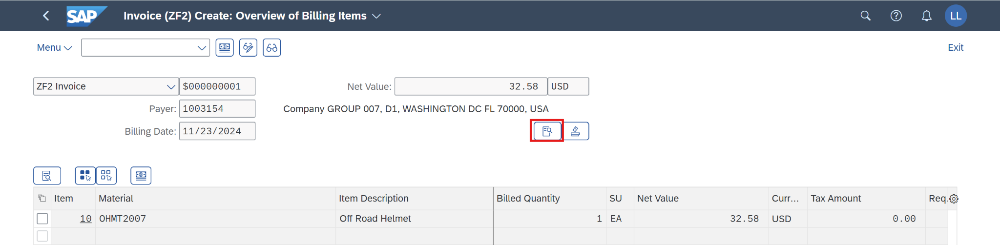 SAP Invoice (ZF2) Create: Overview of Billing Items LL
Menu Exit
ZF2 Invoice $000000001 Net Value: 32.58 USD
Payer: 1003154 Company GROUP 007, D1, WASHINGTON DC FL 70000, USA
Billing Date: 11/23/2024
Item Material Item Description Billed Quantity SU Net Value Curr... Tax Amount Req.
10 OHMT2007 Off Road Helmet 1 EA 32.58 USD 0.00